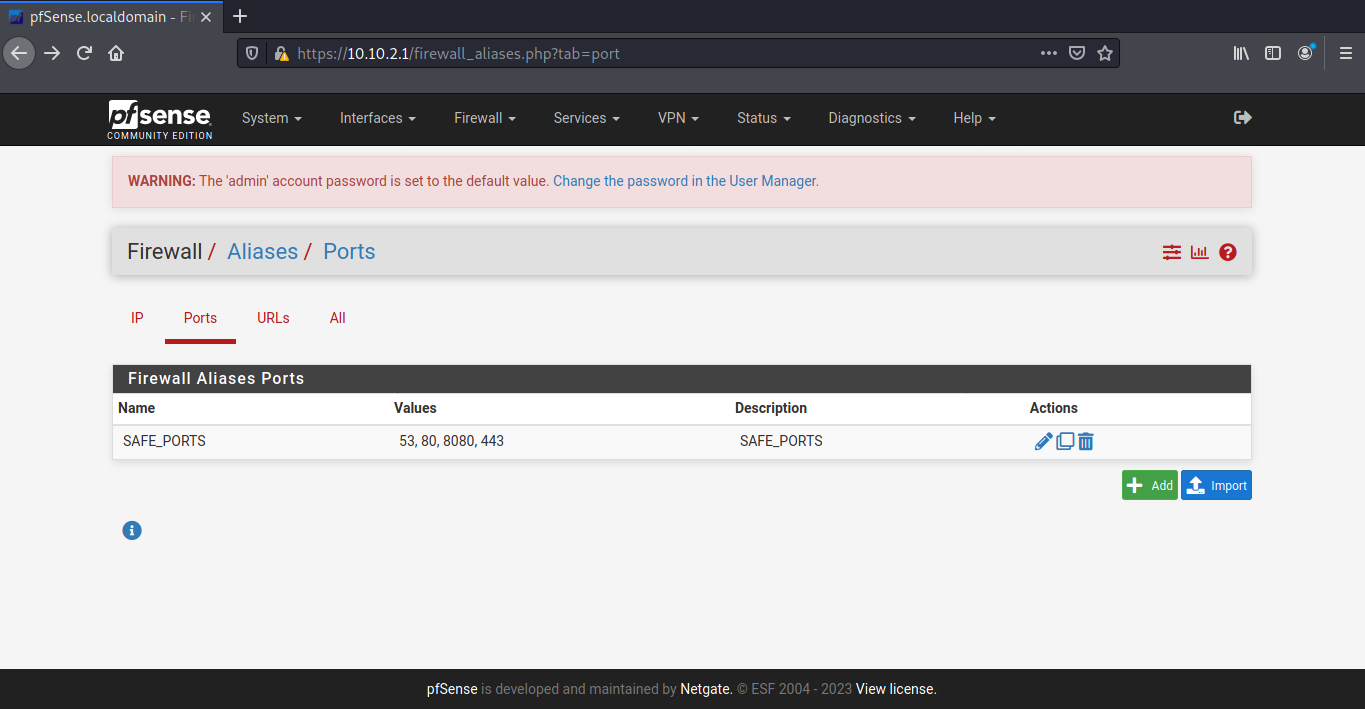 pfSense.localdomain - Fi
https://10.10.2.1/firewall_aliases.php?tab=port
pfsense
COMMUNITY EDITION
System Interfaces Firewall Services VPN Status Diagnostics Help
WARNING: The 'admin' account password is set to the default value. Change the password in the User Manager.
Firewall / Aliases / Ports
IP Ports URLs All
Firewall Aliases Ports
Name Values Description Actions
SAFE_PORTS 53, 80, 8080, 443 SAFE_PORTS
Add Import
pfSense is developed and maintained by Netgate. © ESF 2004 - 2023 View license.